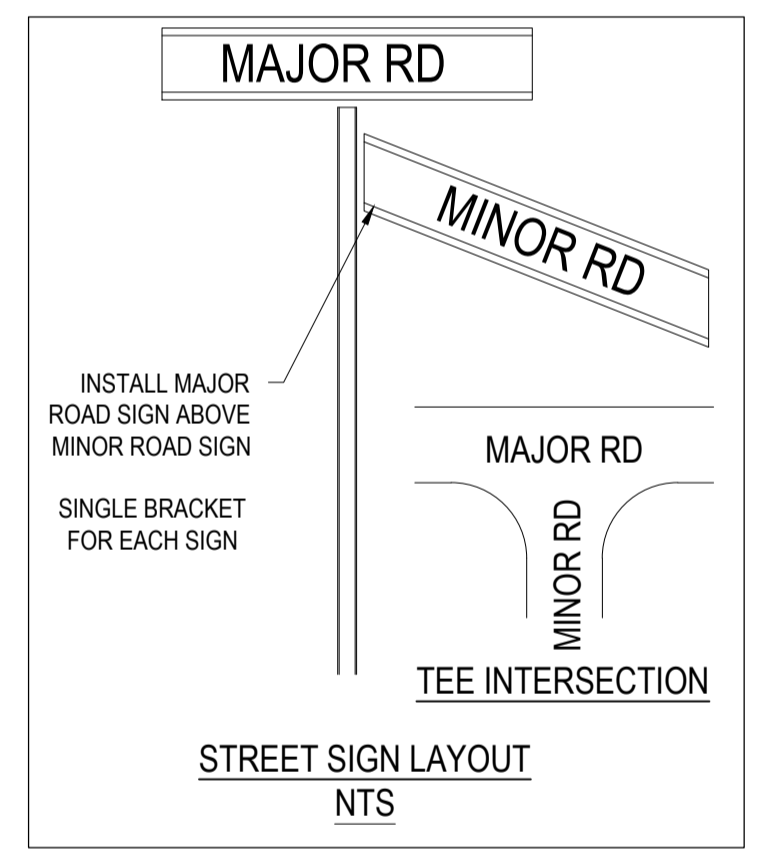 MAJOR RD
MINOR RD
INSTALL MAJOR
ROAD SIGN ABOVE
MINOR ROAD SIGN
SINGLE BRACKET
FOR EACH SIGN
MAJOR RD
MINOR RD
TEE INTERSECTION
STREET SIGN LAYOUT
NTS